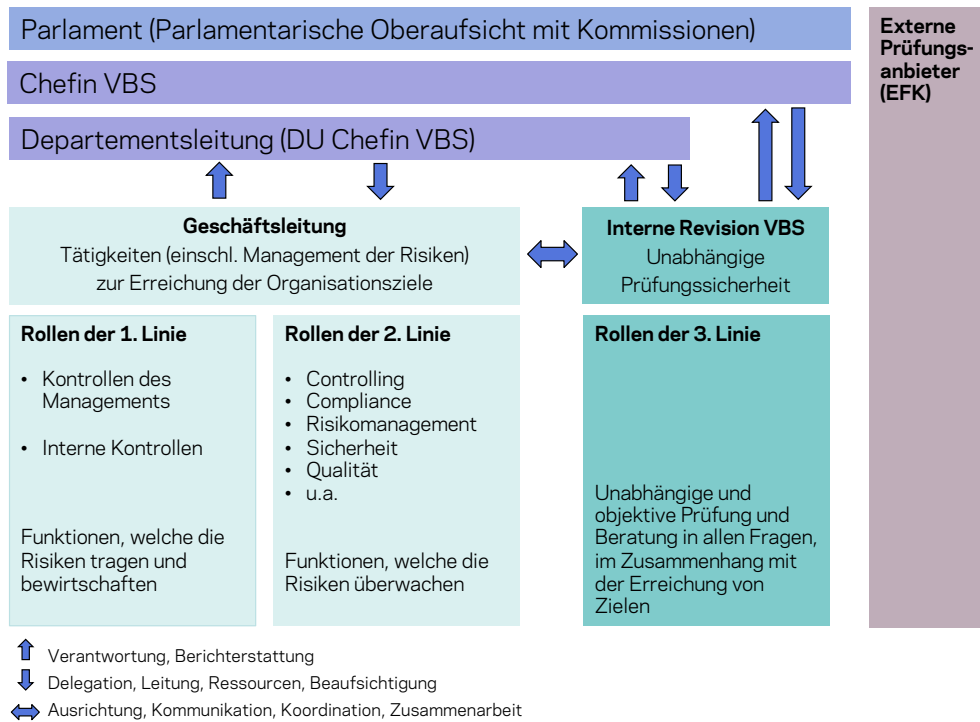 Parlament (Parlamentarische Oberaufsicht mit Kommissionen)
Chefin VBS
Departementsleitung (DU Chefin VBS)
Externe
Prüfungs-
anbieter
(EFK)
Geschäftsleitung
Tätigkeiten (einschl. Management der Risiken)
zur Erreichung der Organisationsziele
Interne Revision VBS
Unabhängige
Prüfungssicherheit
Rollen der 1. Linie
• Kontrollen des
Managements
• Interne Kontrollen
Funktionen, welche die
Risiken tragen und
bewirtschaften
Rollen der 2. Linie
• Controlling
• Compliance
• Risikomanagement
• Sicherheit
• Qualität
• u.a.
Funktionen, welche die
Risiken überwachen
Rollen der 3. Linie
Unabhängige und
objektive Prüfung und
Beratung in allen Fragen,
im Zusammenhang mit
der Erreichung von
Zielen
Verantwortung, Berichterstattung
Delegation, Leitung, Ressourcen, Beaufsichtigung
Ausrichtung, Kommunikation, Koordination, Zusammenarbeit